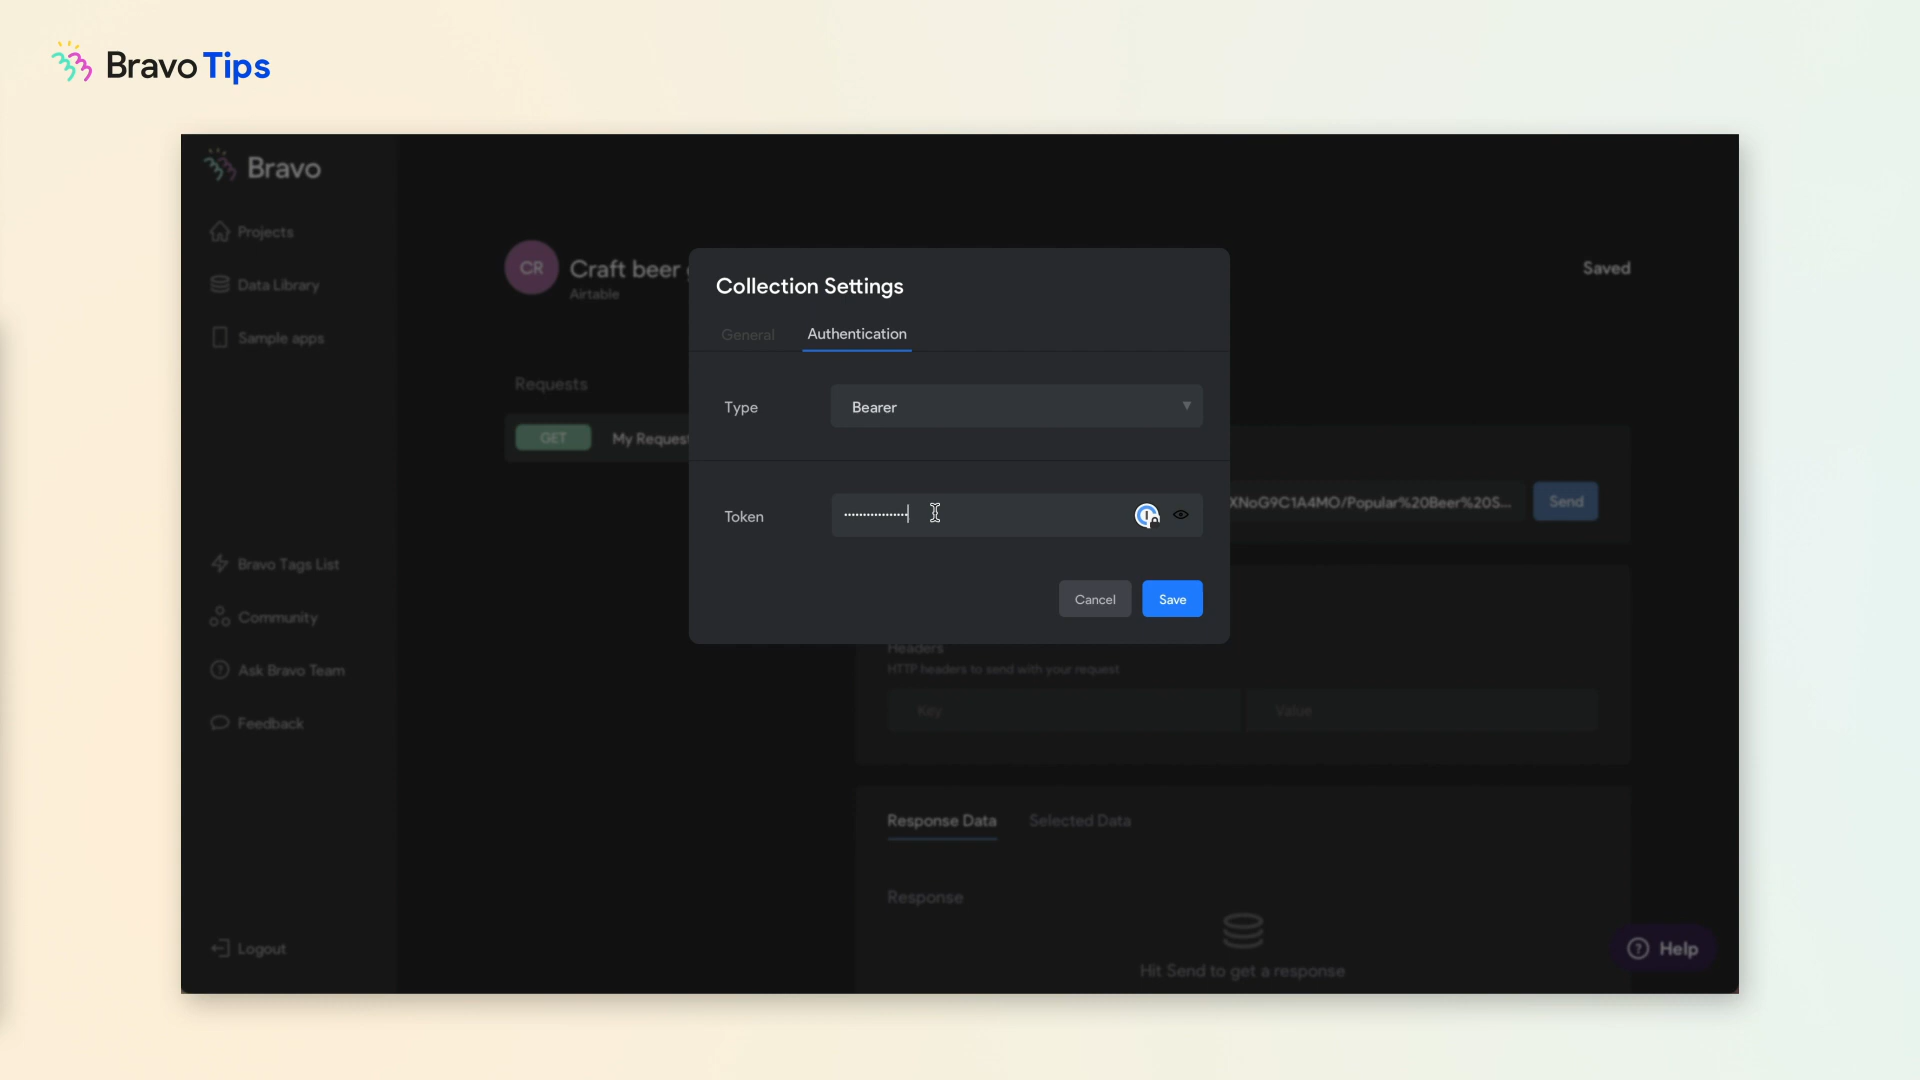 Bravo Tips
Bravo
Projects
Data Library
Sample apps
Bravo Tags List
Community
Ask Bravo Team
Feedback
Logout
CR
Craft beer
Airtable
Saved
Requests
GET
My Request
XNoG9C1A4MO/Popular%20Beer%20S...
Send
Collection Settings
General
Authentication
Type
Bearer
Token
Cancel
Save
Headers
HTTP headers to send with your request
Key
Value
Response Data
Selected Data
Response
Hit Send to get a response
Help